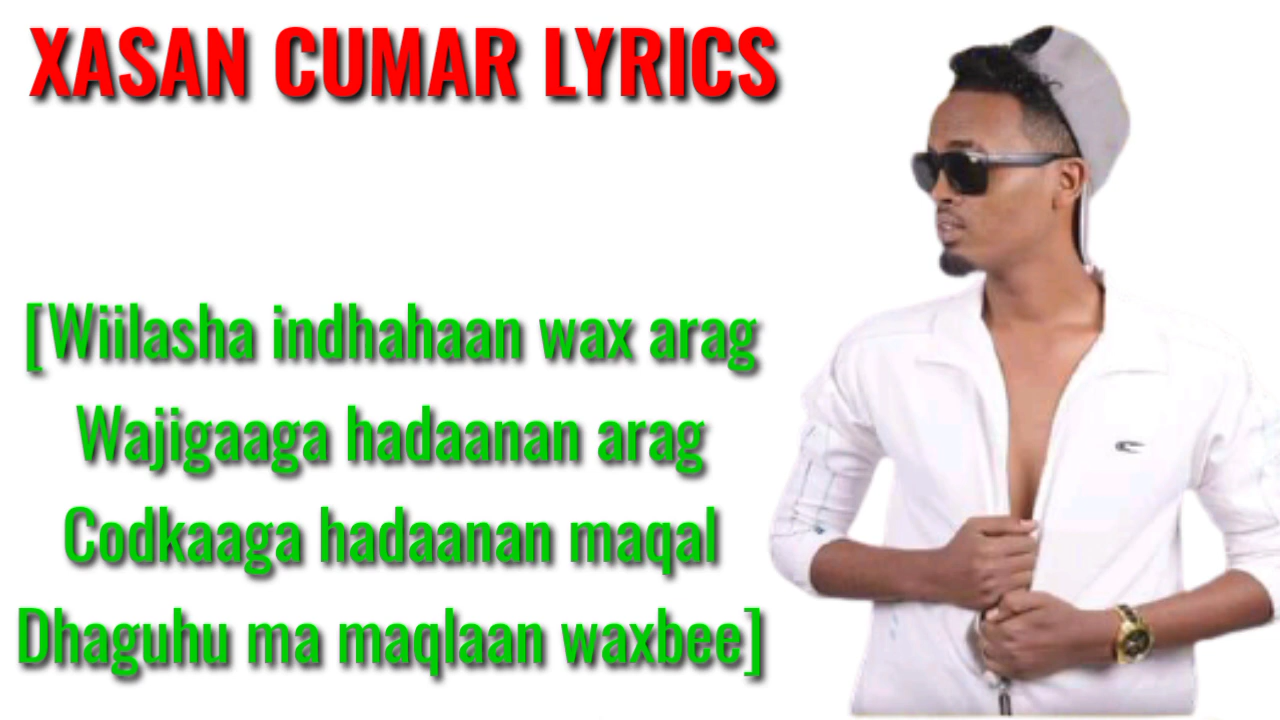 XASAN CUMAR LYRICS
[Wiilasha indhahaan wax arag
Wajigaaga hadaanan arag
Codkaaga hadaanan maqal
Dhaguhu ma maqlaan waxbee]